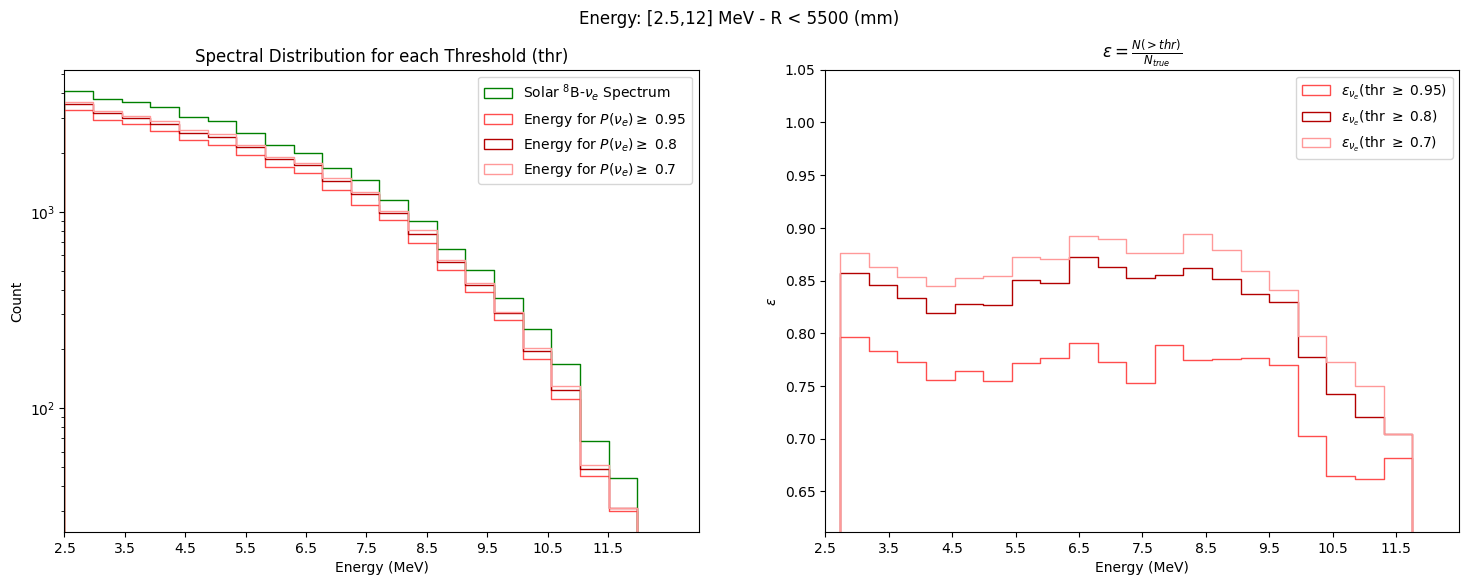 Energy: [2.5,12] MeV - R < 5500 (mm)
Spectral Distribution for each Threshold (thr)
Solar ⁸B-νₑ Spectrum
Energy for P(νₑ) ≥ 0.95
Energy for P(νₑ) ≥ 0.8
Energy for P(νₑ) ≥ 0.7
10³
10²
Count
2.5 3.5 4.5 5.5 6.5 7.5 8.5 9.5 10.5 11.5
Energy (MeV)
ε = N(> thr) / N_true
ε_νₑ(thr ≥ 0.95)
ε_νₑ(thr ≥ 0.8)
ε_νₑ(thr ≥ 0.7)
1.05
1.00
0.95
0.90
0.85
0.80
0.75
0.70
0.65
ε
2.5 3.5 4.5 5.5 6.5 7.5 8.5 9.5 10.5 11.5
Energy (MeV)